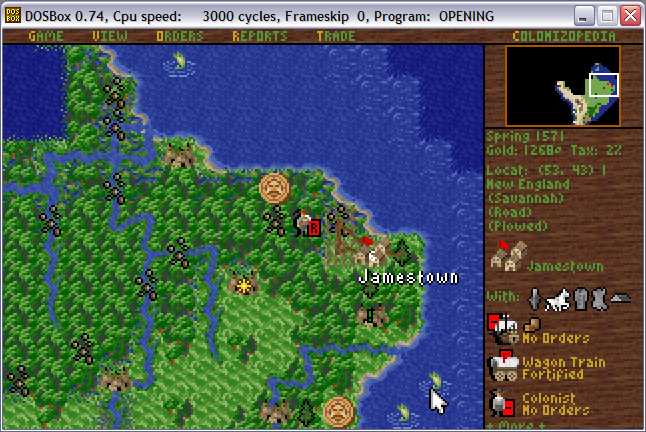 DOSBox 0.74, Cpu speed: 3000 cycles, Frameskip 0, Program: OPENING
GAME VIEW ORDERS REPORTS TRADE COLONIZOPEDIA
Spring 1571
Gold: 1268 Tax: 2%
Locat: (53, 43) 1
New England
(Savannah)
(Road)
(Plowed)
Jamestown
With:
No Orders
Wagon Train
Fortified
Colonist
No Orders
+ More +
R
Jamestown